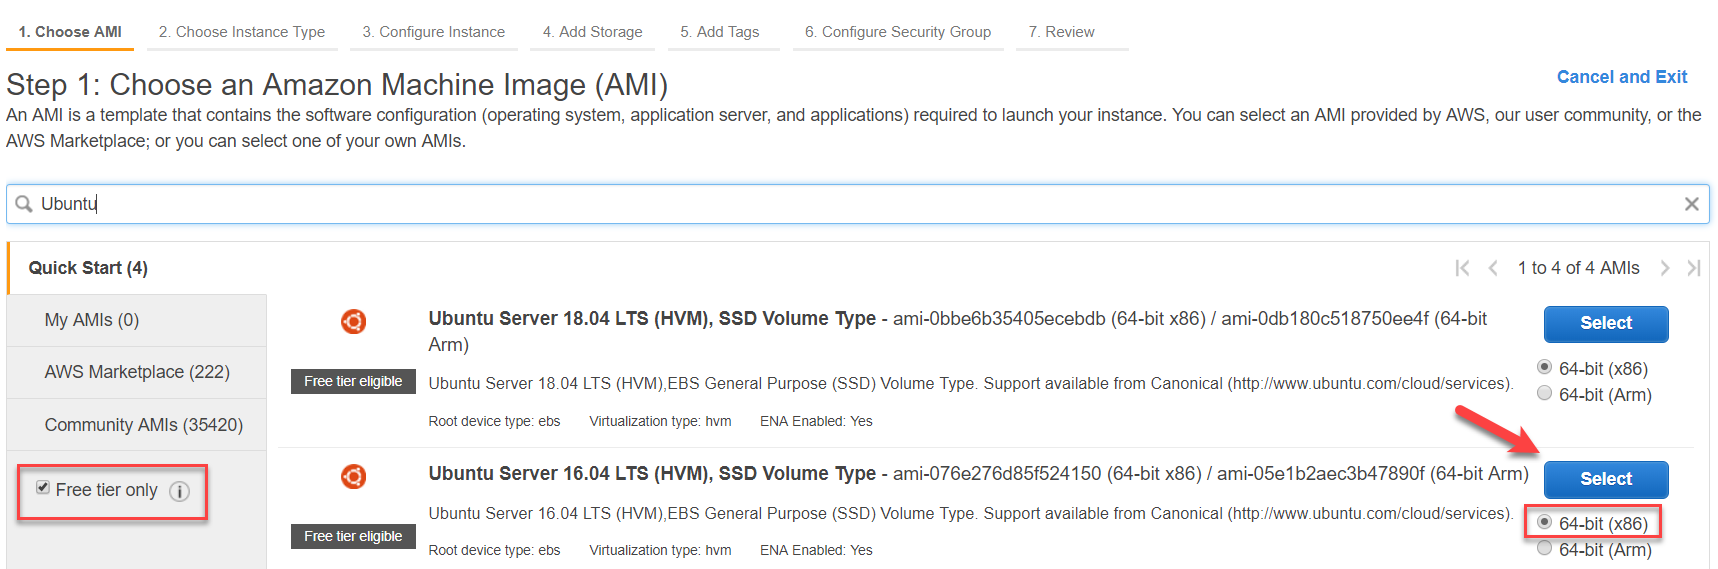 1. Choose AMI 2. Choose Instance Type 3. Configure Instance 4. Add Storage 5. Add Tags 6. Configure Security Group 7. Review
Step 1: Choose an Amazon Machine Image (AMI)
Cancel and Exit
An AMI is a template that contains the software configuration (operating system, application server, and applications) required to launch your instance. You can select an AMI provided by AWS, our user community, or the
AWS Marketplace; or you can select one of your own AMIs.
Ubuntu
Quick Start (4)
1 to 4 of 4 AMIs
My AMIs (0)
AWS Marketplace (222)
Community AMIs (35420)
Free tier only
Ubuntu Server 18.04 LTS (HVM), SSD Volume Type - ami-0bbe6b35405ecebdb (64-bit x86) / ami-0db180c518750ee4f (64-bit
Arm)
Select
Free tier eligible
Ubuntu Server 18.04 LTS (HVM),EBS General Purpose (SSD) Volume Type. Support available from Canonical (http://www.ubuntu.com/cloud/services).
64-bit (x86)
64-bit (Arm)
Root device type: ebs Virtualization type: hvm ENA Enabled: Yes
Ubuntu Server 16.04 LTS (HVM), SSD Volume Type - ami-076e276d85f524150 (64-bit x86) / ami-05e1b2aec3b47890f (64-bit Arm)
Select
Free tier eligible
Ubuntu Server 16.04 LTS (HVM),EBS General Purpose (SSD) Volume Type. Support available from Canonical (http://www.ubuntu.com/cloud/services).
64-bit (x86)
64-bit (Arm)
Root device type: ebs Virtualization type: hvm ENA Enabled: Yes